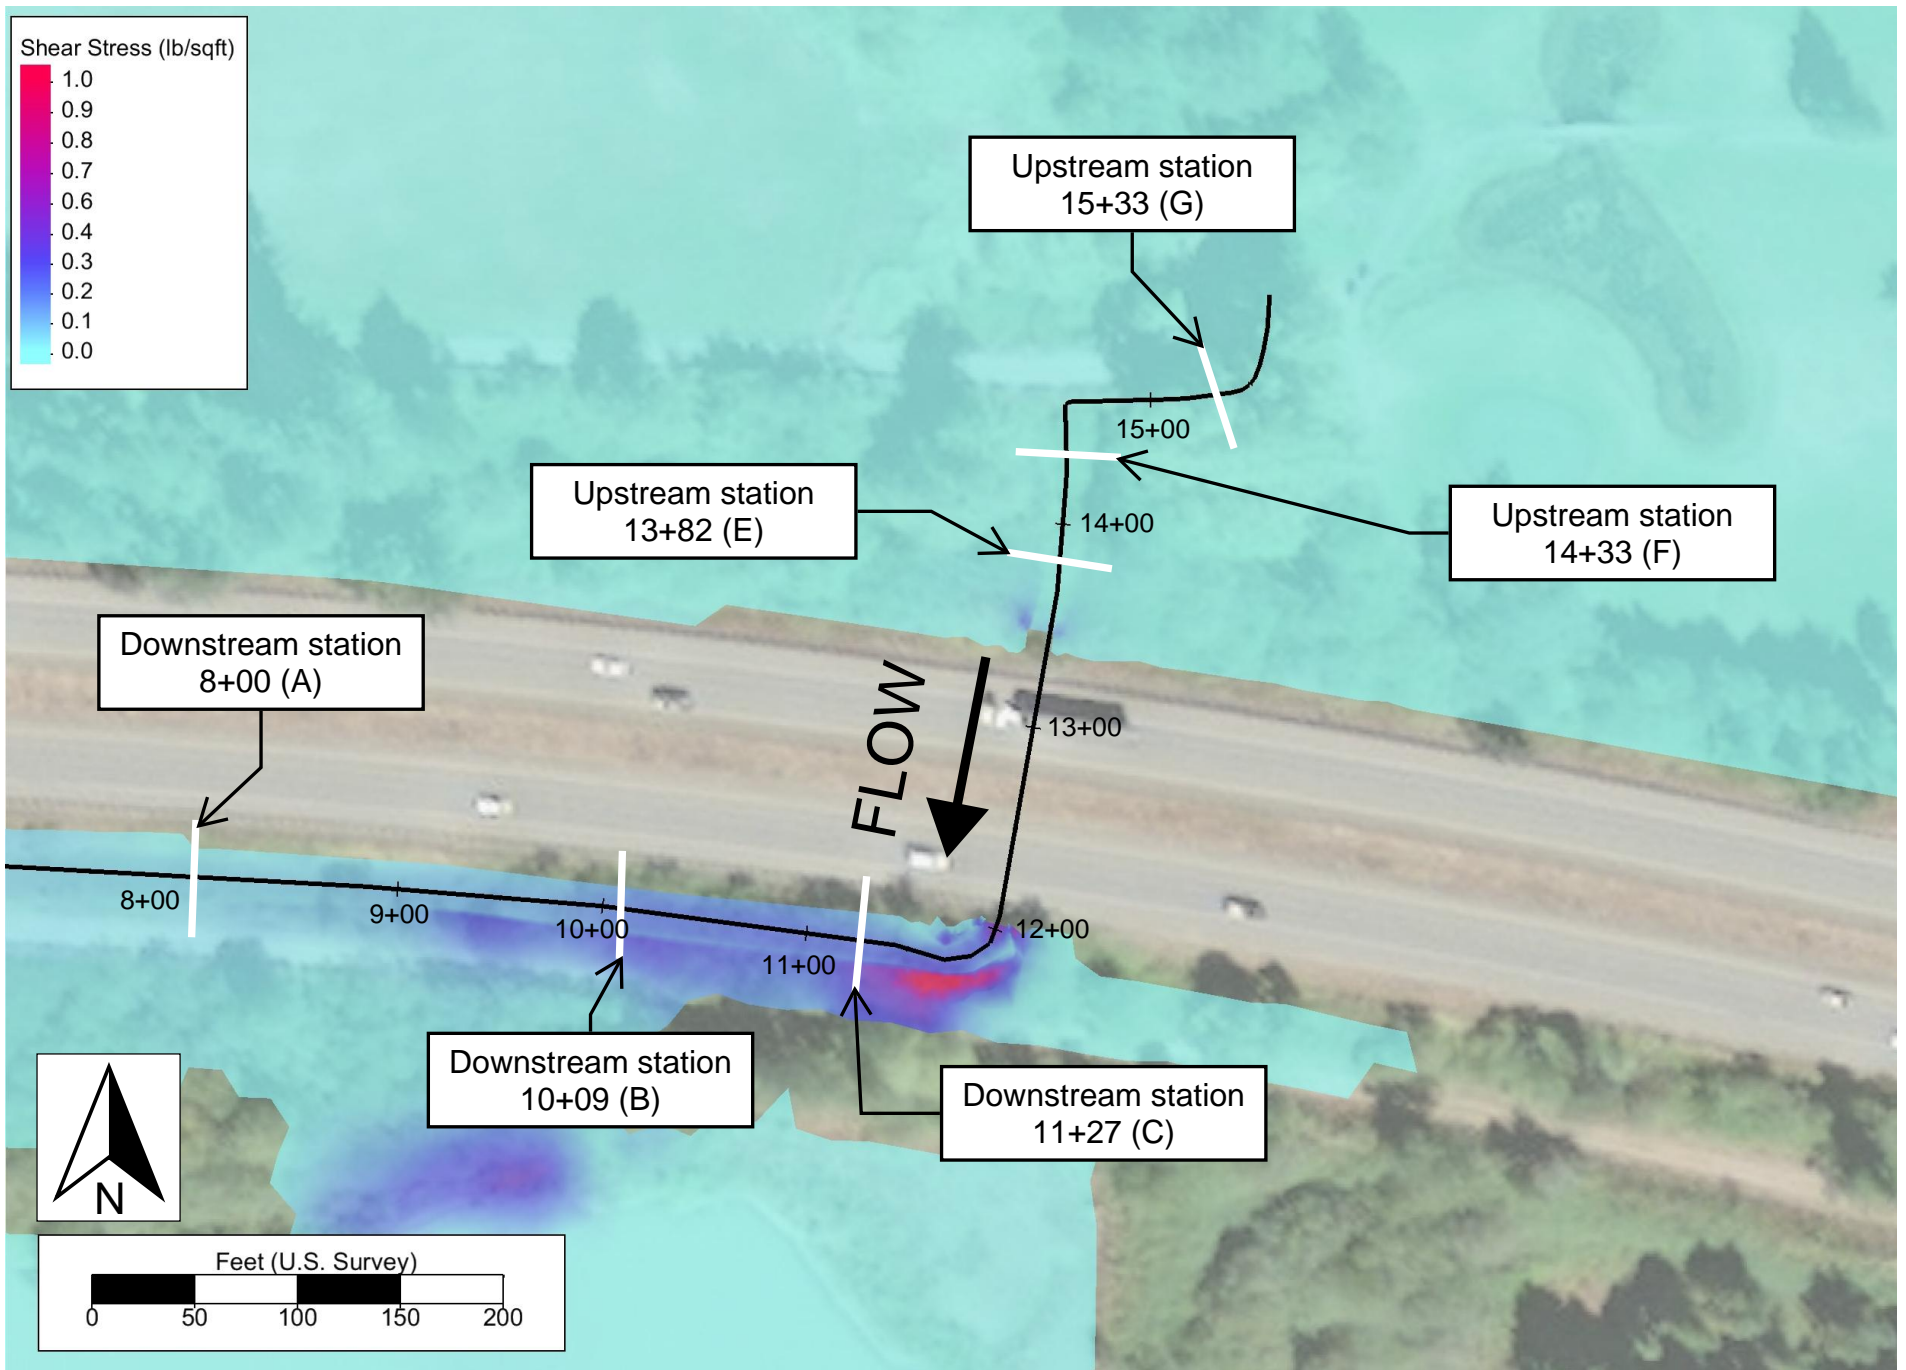 Shear Stress (lb/sqft)
1.0
0.9
0.8
0.7
0.6
0.5
0.4
0.3
0.2
0.1
0.0
Upstream station
15+33 (G)
15+00
Upstream station
13+82 (E)
14+00
Upstream station
14+33 (F)
Downstream station
8+00 (A)
FLOW
13+00
8+00
9+00
10+00
11+00
12+00
Downstream station
10+09 (B)
Downstream station
11+27 (C)
N
Feet (U.S. Survey)
0 50 100 150 200